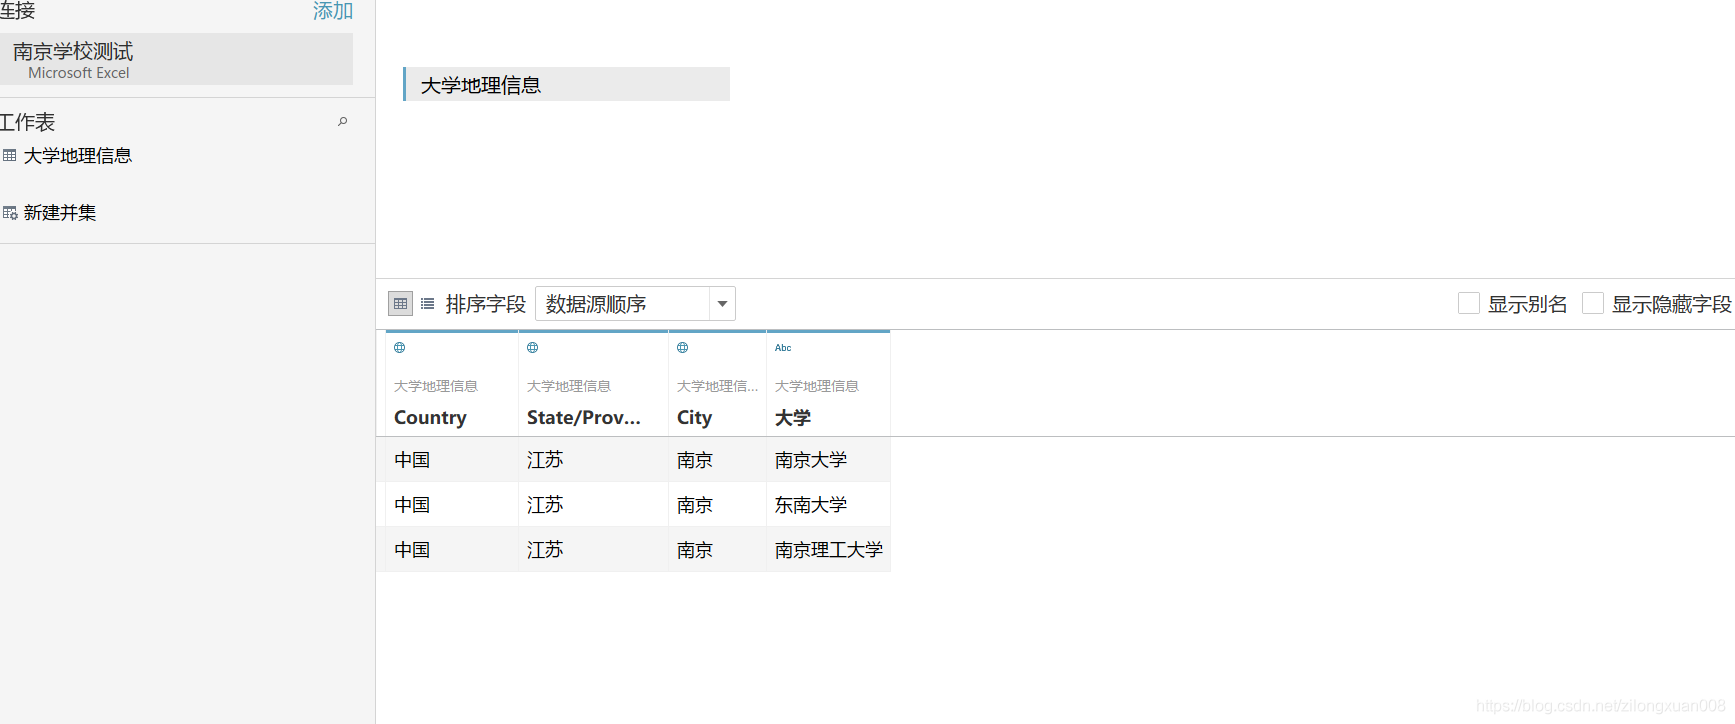 连接 添加
南京学校测试
Microsoft Excel
工作表
大学地理信息
新建并集
大学地理信息
排序字段 数据源顺序 显示别名 显示隐藏字段
Abc
大学地理信息 大学地理信息 大学地理信... 大学地理信息
Country State/Prov... City 大学
中国 江苏 南京 南京大学
中国 江苏 南京 东南大学
中国 江苏 南京 南京理工大学
https://blog.csdn.net/zilongxuan008